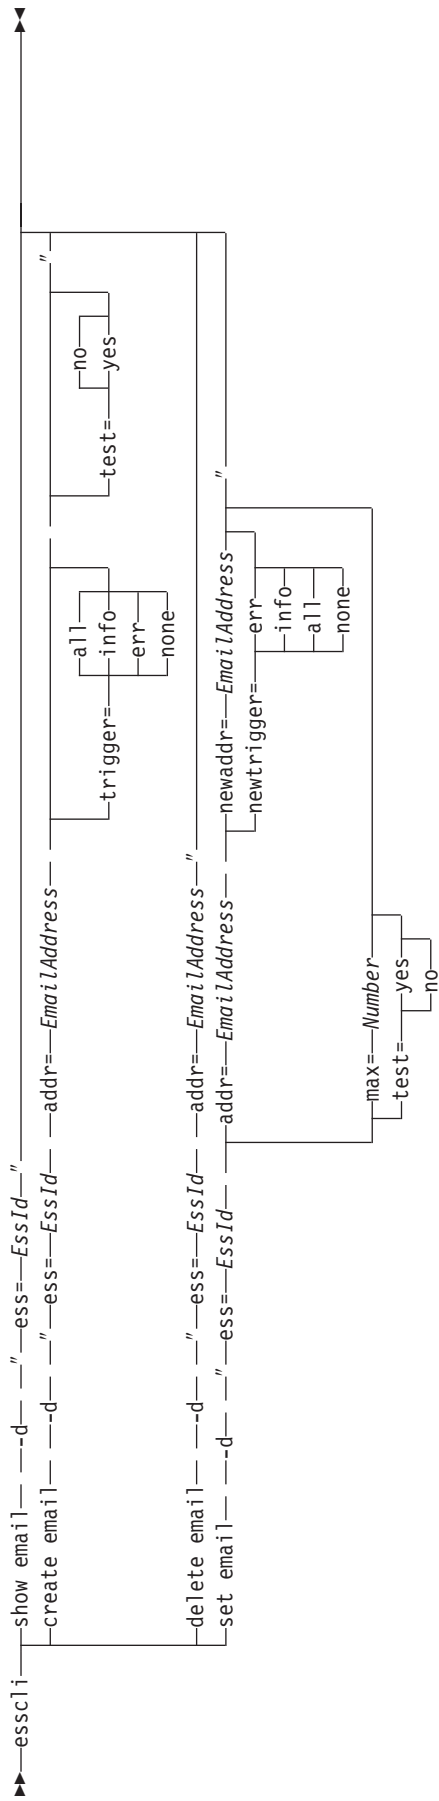 esscli show email -d " ess= EssId "
create email -d " ess= EssId addr= EmailAddress trigger= all test= no "
info yes
err
none
delete email -d " ess= EssId addr= EmailAddress "
set email -d " ess= EssId addr= EmailAddress newaddr= EmailAddress "
newtrigger= err
info
all
none
max= Number
test= yes
no